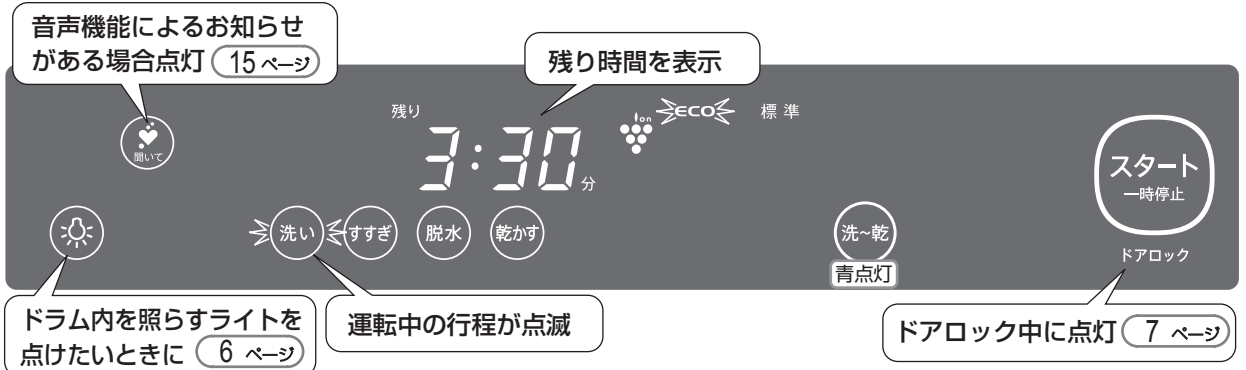 音声機能によるお知らせ
がある場合点灯 15 ページ
残り時間を表示
残り
3:30
分
ion
ECO
標準
聞いて
スタート
一時停止
洗い
すすぎ
脱水
乾かす
洗~乾
青点灯
ドアロック
ドラム内を照らすライトを
点けたいときに 6 ページ
運転中の行程が点滅
ドアロック中に点灯 7 ページ